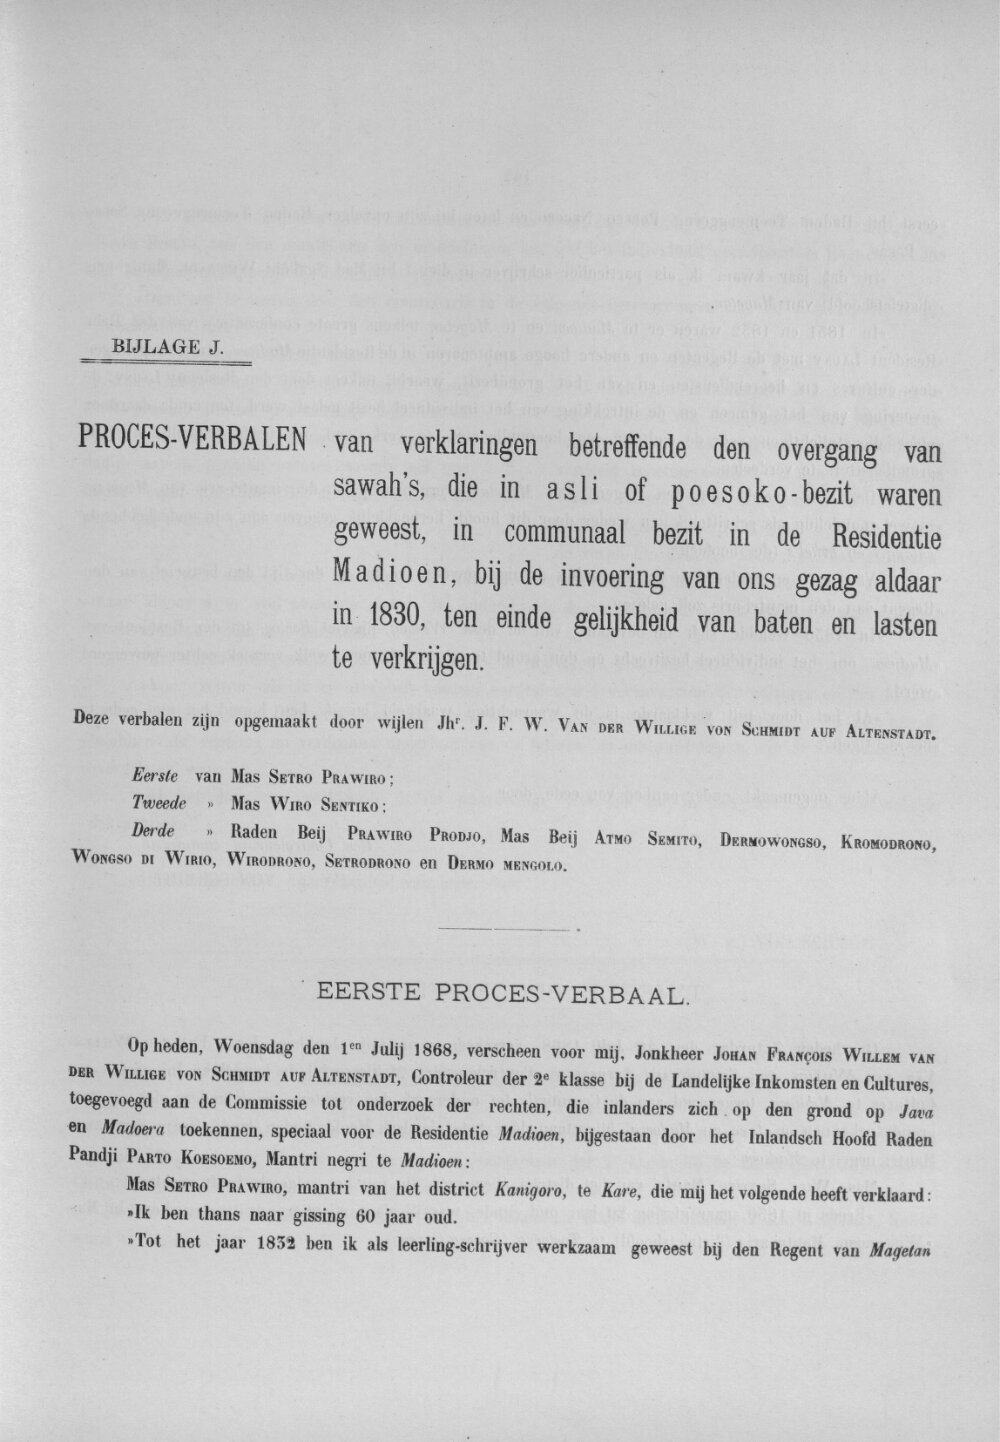 BIJLAGE J.
PROCES-VERBALEN van verklaringen betreffende den overgang van
sawah's, die in asli of poesoko-bezit waren
geweest, in communaal bezit in de Residentie
Madioen, bij de invoering van ons gezag aldaar
in 1830, ten einde gelijkheid van baten en lasten
te verkrijgen.
Deze verbalen zijn opgemaakt door wijlen Jhr. J. F. W. VAN DER WILLIGE VON SCHMIDT AUF ALTENSTADT.
Eerste van Mas SETRO PRAWIRO;
Tweede » Mas WIRO SENTIKO;
Derde » Raden Beij PRAWIRO PRODJO, Mas Beij ATMO SEMITO, DERMOWONGSO, KROMODRONO,
WONGSO DI WIRIO, WIRODRONO, SETRODRONO en DERMO MENGOLO.
EERSTE PROCES-VERBAAL.
Op heden, Woensdag den 1en Julij 1868, verscheen voor mij, Jonkheer JOHAN FRANÇOIS WILLEM VAN
DER WILLIGE VON SCHMIDT AUF ALTENSTADT, Controleur der 2e klasse bij de Landelijke Inkomsten en Cultures,
toegevoegd aan de Commissie tot onderzoek der rechten, die inlanders zich op den grond op Java
en Madoera toekennen, speciaal voor de Residentie Madioen, bijgestaan door het Inlandsch Hoofd Raden
Pandji PARTO KOESOEMO, Mantri negri te Madioen:
Mas SETRO PRAWIRO, mantri van het district Kanigoro, te Kare, die mij het volgende heeft verklaard:
»Ik ben thans naar gissing 60 jaar oud.
»Tot het jaar 1832 ben ik als leerling-schrijver werkzaam geweest bij den Regent van Magetan